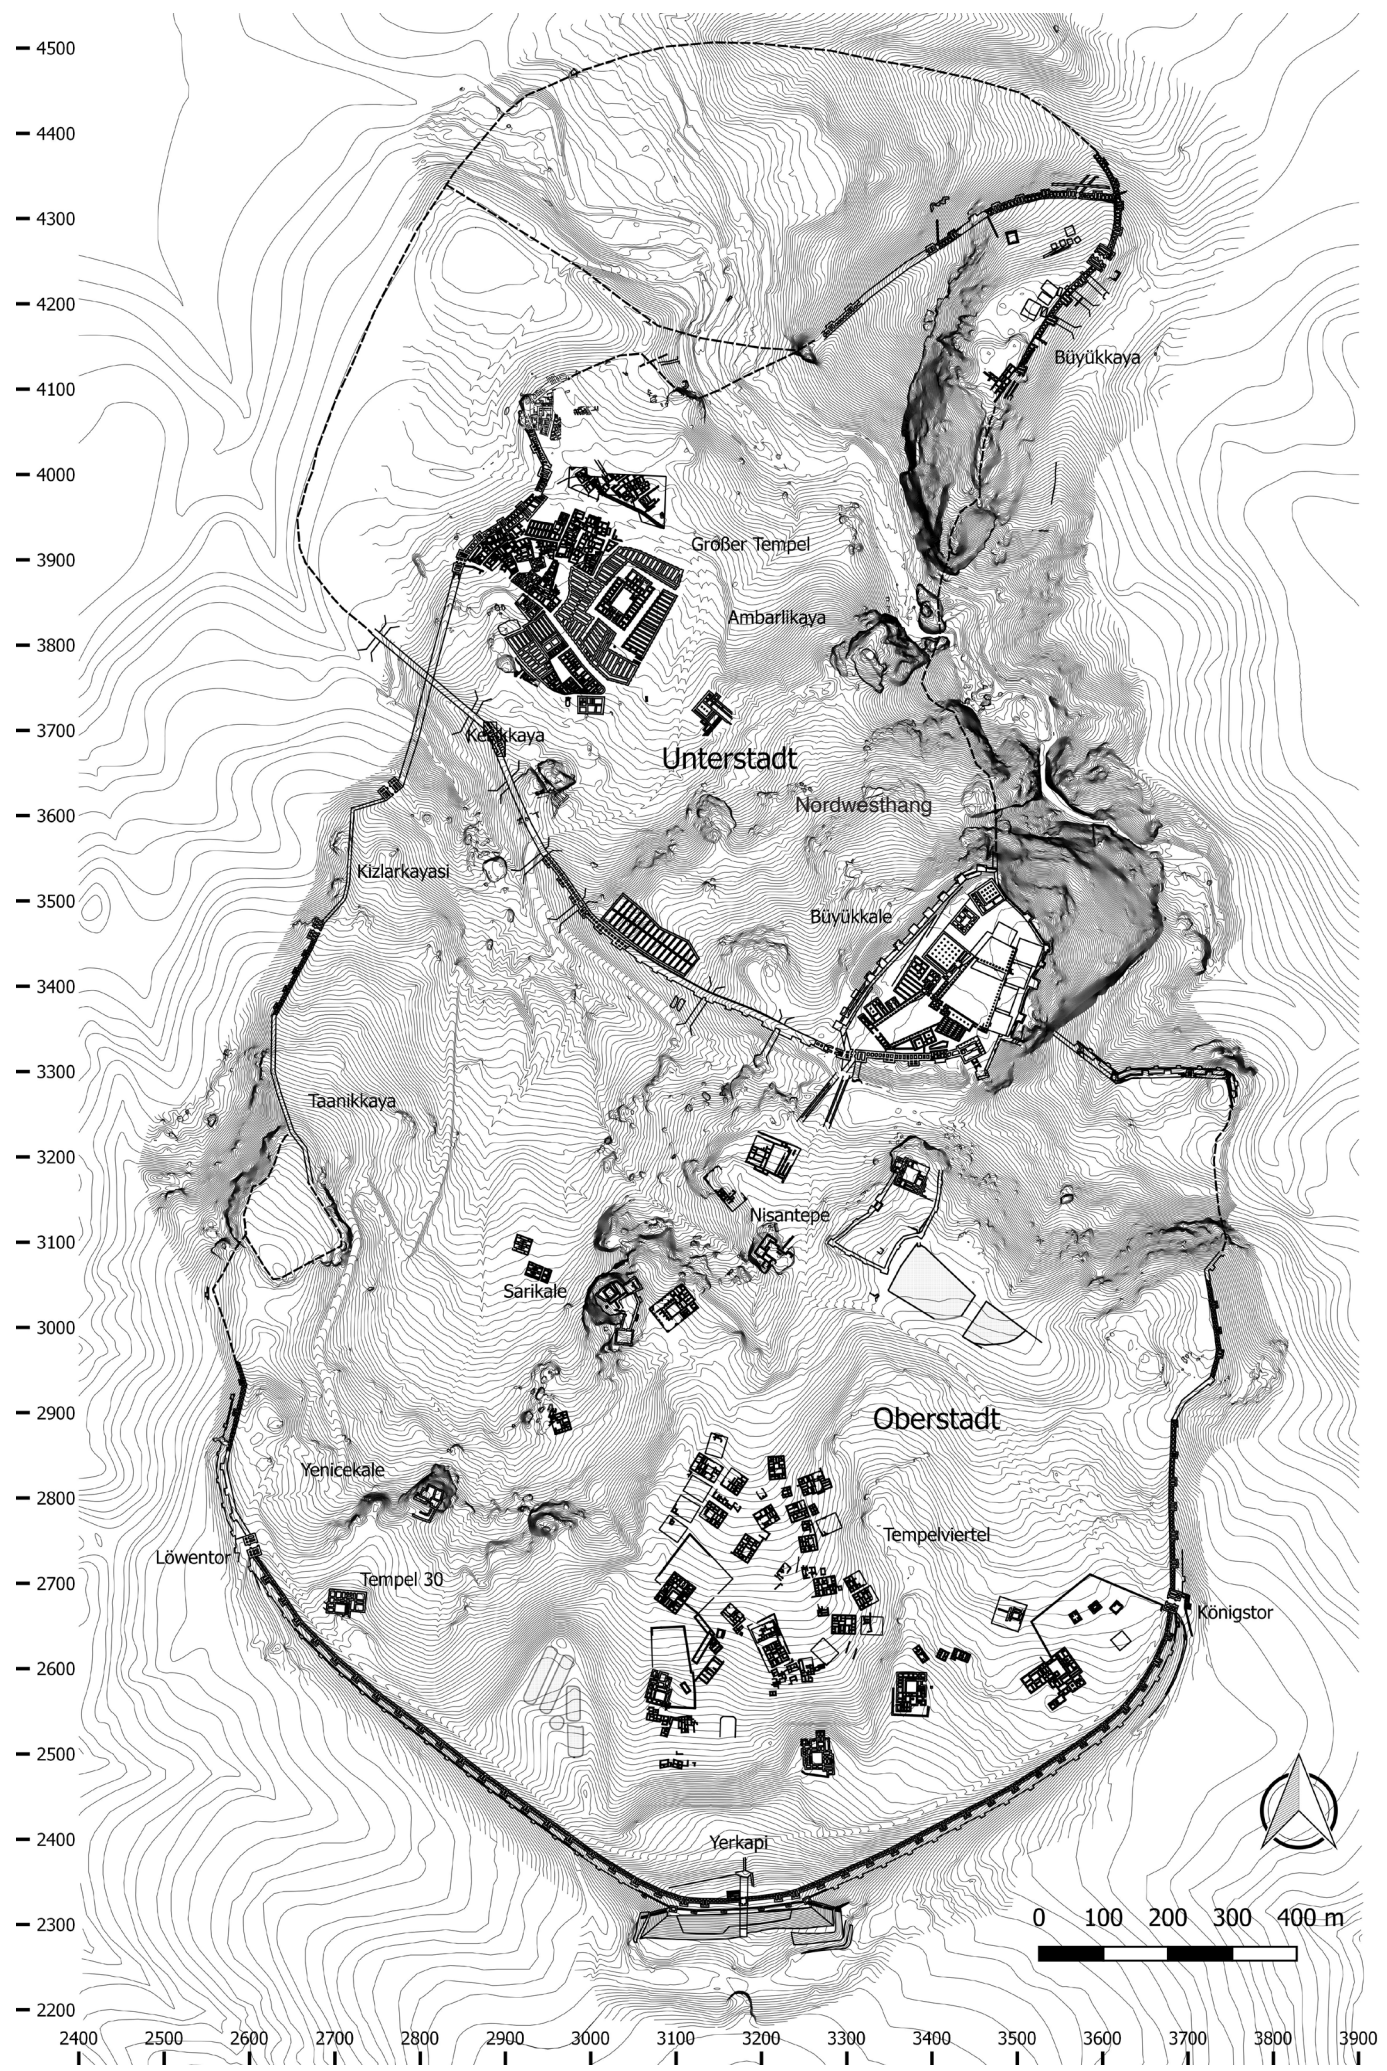 4500
4400
4300
4200
Büyükkaya
4100
4000
Großer Tempel
3900
Ambarlikaya
3800
3700
Kesikkaya
Unterstadt
Nordwesthang
3600
Kizlarkayasi
3500
Büyükkale
3400
3300
Taanikkaya
3200
Nisantepe
3100
Sarikale
3000
2900
Oberstadt
Yenicekale
2800
Tempelviertel
Löwentor
2700
Tempel 30
Königstor
2600
2500
2400
Yerkapi
2300
0 100 200 300 400 m
2200
2400 2500 2600 2700 2800 2900 3000 3100 3200 3300 3400 3500 3600 3700 3800 3900